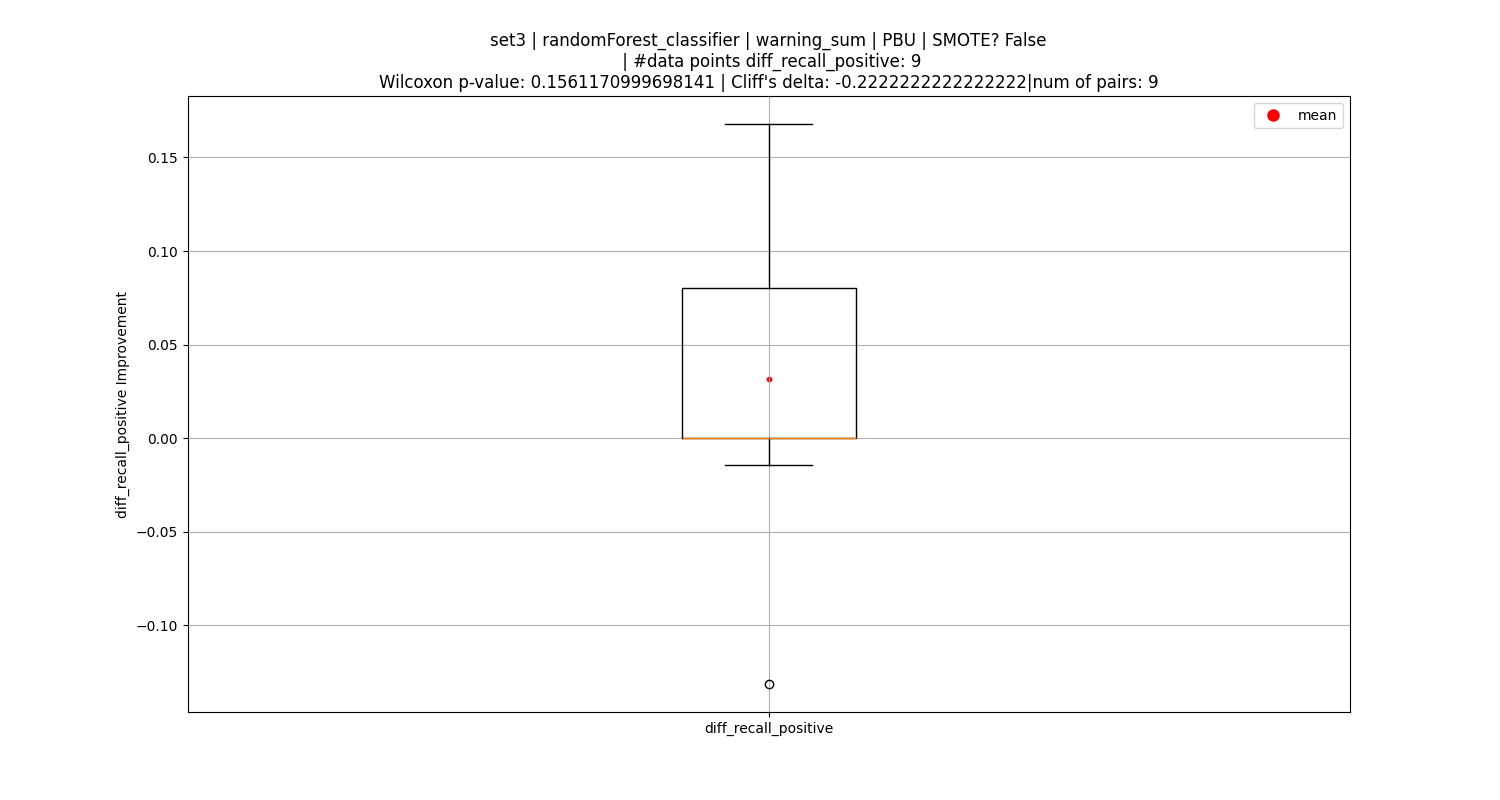 set3 | randomForest_classifier | warning_sum | PBU | SMOTE? False
| #data points diff_recall_positive: 9
Wilcoxon p-value: 0.1561170999698141 | Cliff's delta: -0.2222222222222222|num of pairs: 9
mean
0.15
0.10
0.05
0.00
−0.05
−0.10
diff_recall_positive Improvement
diff_recall_positive